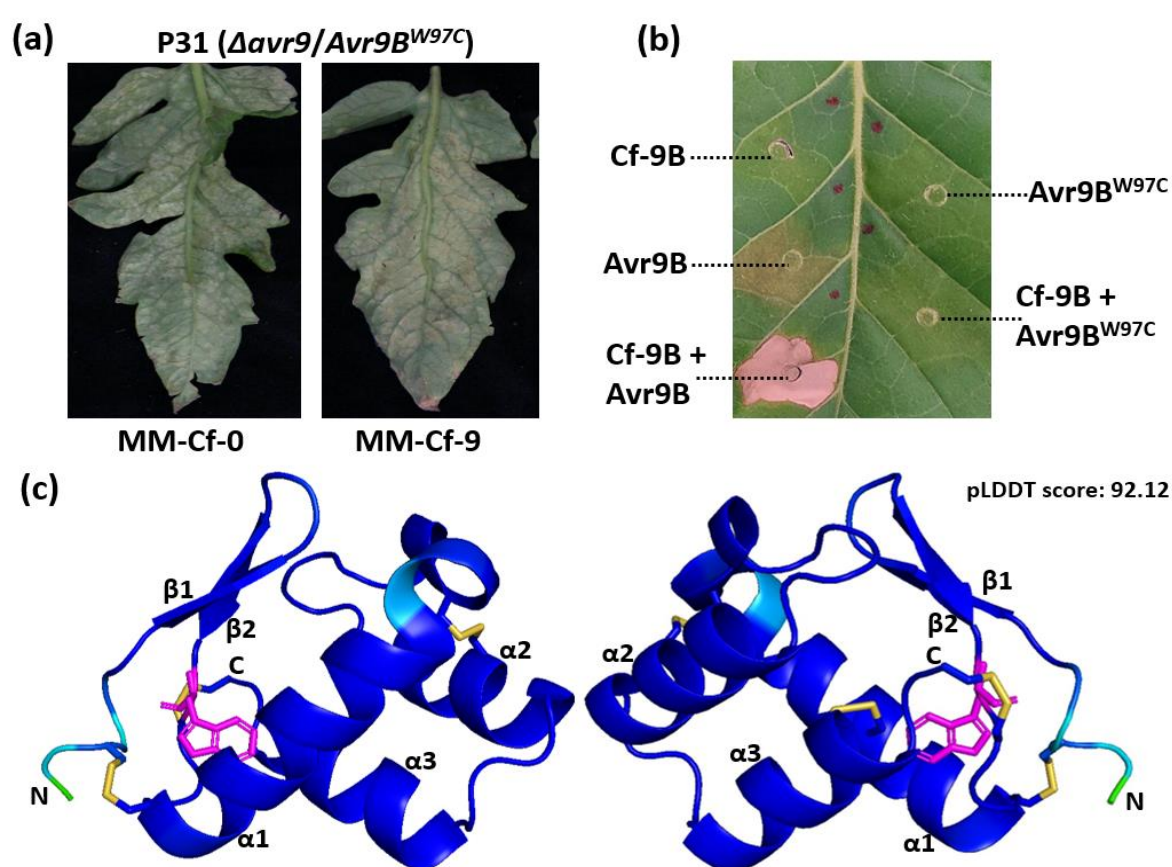 (a)
P31 (Δavr9/Avr9B^W97C)
MM-Cf-0
MM-Cf-9
(b)
Cf-9B
Avr9B^W97C
Avr9B
Cf-9B +
Avr9B^W97C
Cf-9B +
Avr9B
(c)
pLDDT score: 92.12
β1
β2
C
α2
α3
N
α1
β1
β2
C
α2
α3
N
α1